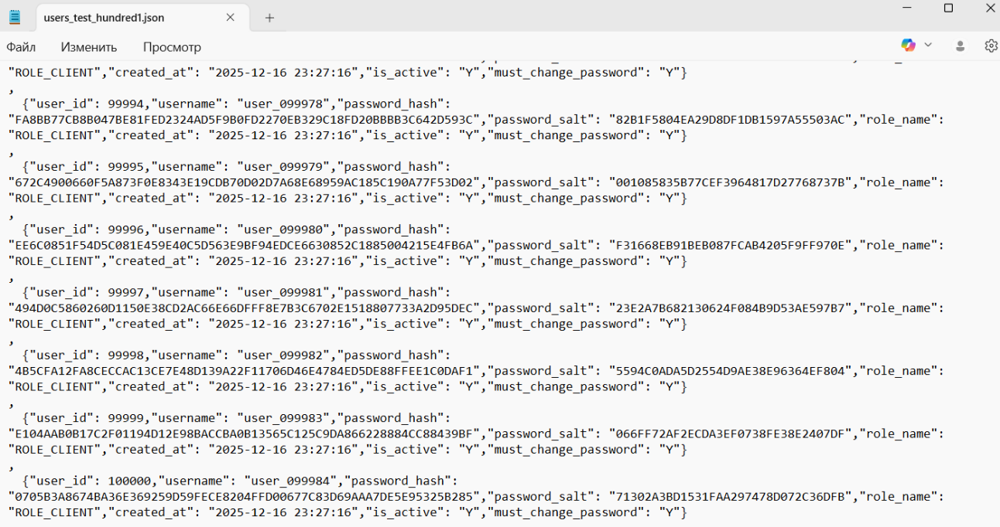 users_test_hundred1.json
Файл Изменить Просмотр
"ROLE_CLIENT","created_at": "2025-12-16 23:27:16","is_active": "Y","must_change_password": "Y"}
,
{"user_id": 99994,"username": "user_099978","password_hash":
"FA8BB77CB8B047BE81FED2324AD5F9B0FD2270EB329C18FD20BBBB3C642D593C","password_salt": "82B1F5804EA29D8DF1DB1597A55503AC","role_name":
"ROLE_CLIENT","created_at": "2025-12-16 23:27:16","is_active": "Y","must_change_password": "Y"}
,
{"user_id": 99995,"username": "user_099979","password_hash":
"672C4900660F5A873F0E8343E19CDB70D02D7A68E68959AC185C190A77F53D02","password_salt": "001085835B77CEF3964817D27768737B","role_name":
"ROLE_CLIENT","created_at": "2025-12-16 23:27:16","is_active": "Y","must_change_password": "Y"}
,
{"user_id": 99996,"username": "user_099980","password_hash":
"EE6C0851F54D5C081E459E40C5D563E9BF94EDCE6630852C1885004215E4FB6A","password_salt": "F31668EB91BEB087FCAB4205F9FF970E","role_name":
"ROLE_CLIENT","created_at": "2025-12-16 23:27:16","is_active": "Y","must_change_password": "Y"}
,
{"user_id": 99997,"username": "user_099981","password_hash":
"494D0C5860260D1150E38CD2AC66E66DFFF8E7B3C6702E1518807733A2D95DEC","password_salt": "23E2A7B682130624F084B9D53AE597B7","role_name":
"ROLE_CLIENT","created_at": "2025-12-16 23:27:16","is_active": "Y","must_change_password": "Y"}
,
{"user_id": 99998,"username": "user_099982","password_hash":
"4B5CFA12FA8CECCAC13CE7E48D139A22F11706D46E4784ED5DE88FFEE1C0DAF1","password_salt": "5594C0ADA5D2554D9AE38E96364EF804","role_name":
"ROLE_CLIENT","created_at": "2025-12-16 23:27:16","is_active": "Y","must_change_password": "Y"}
,
{"user_id": 99999,"username": "user_099983","password_hash":
"E104AAB0B17C2F01194D12E98BACCBA0B13565C125C9DA866228884CC88439BF","password_salt": "066FF72AF2ECDA3EF0738FE38E2407DF","role_name":
"ROLE_CLIENT","created_at": "2025-12-16 23:27:16","is_active": "Y","must_change_password": "Y"}
,
{"user_id": 100000,"username": "user_099984","password_hash":
"0705B3A8674BA36E369259D59FECE8204FFD00677C83D69AAA7DE5E95325B285","password_salt": "71302A3BD1531FAA297478D072C36DFB","role_name":
"ROLE_CLIENT","created_at": "2025-12-16 23:27:16","is_active": "Y","must_change_password": "Y"}